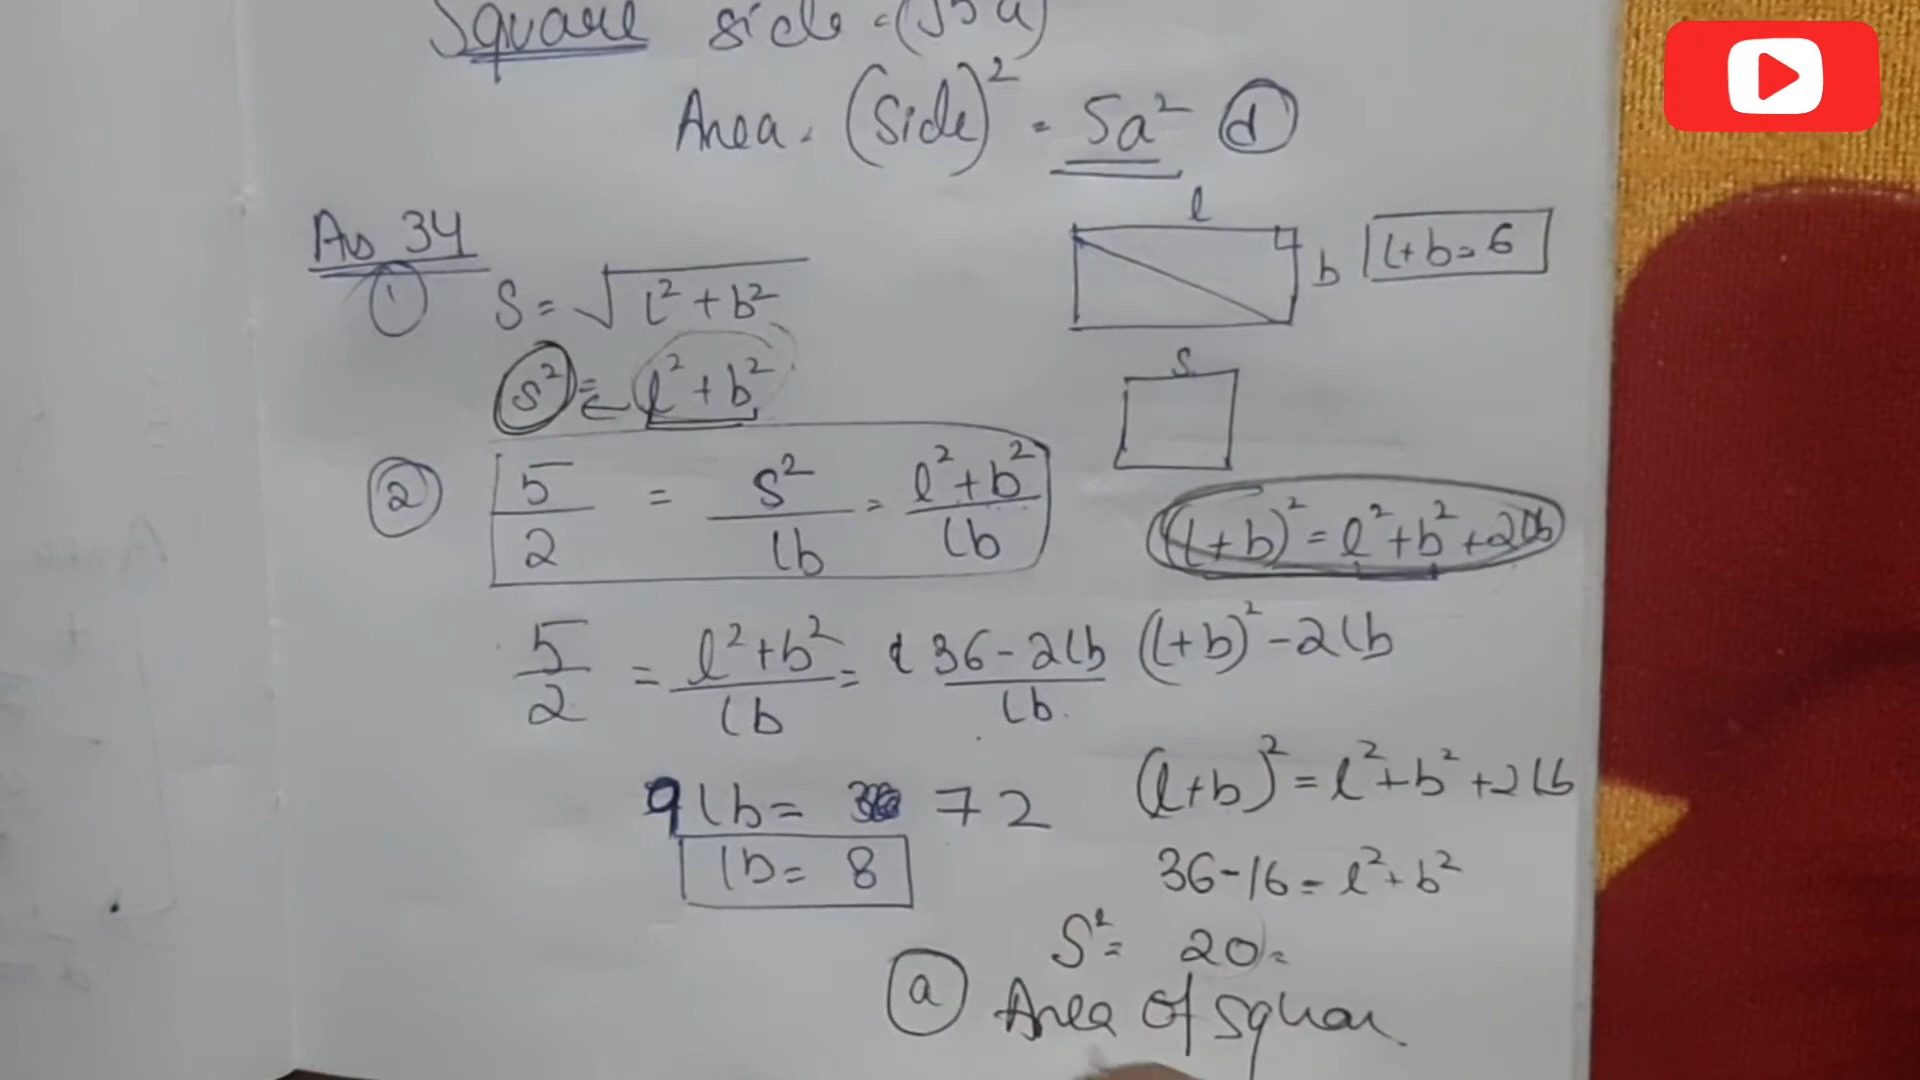 Square side = (√5 a)
Area = (Side)² = 5a² (d)
As 34
l
b
l+b=6
① S = √l²+b²
s² = l²+b²
S
② 5/2 = s²/lb = l²+b²/lb
(l+b)² = l²+b²+2lb
5/2 = l²+b²/lb = 36-2lb/lb
(l+b)²-2lb
9lb = 72
(l+b)² = l²+b²+2lb
lb = 8
36-16 = l²+b²
S² = 20 =
(a) Area of squar